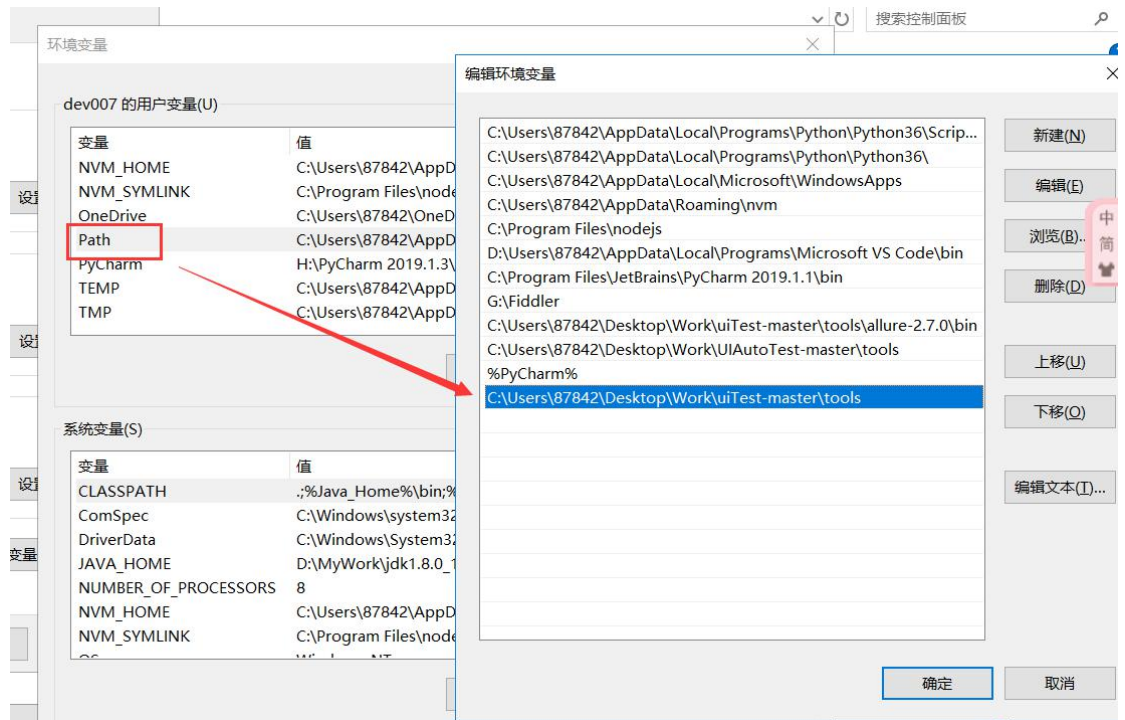 搜索控制面板
环境变量
dev007 的用户变量(U)
变量 值
NVM_HOME C:\Users\87842\AppD
NVM_SYMLINK C:\Program Files\node
OneDrive C:\Users\87842\OneD
Path C:\Users\87842\AppD
PyCharm H:\PyCharm 2019.1.3\
TEMP C:\Users\87842\AppD
TMP C:\Users\87842\AppD
系统变量(S)
变量 值
CLASSPATH .;%Java_Home%\bin;%
ComSpec C:\Windows\system32
DriverData C:\Windows\System32
JAVA_HOME D:\MyWork\jdk1.8.0_1
NUMBER_OF_PROCESSORS 8
NVM_HOME C:\Users\87842\AppD
NVM_SYMLINK C:\Program Files\node
编辑环境变量
C:\Users\87842\AppData\Local\Programs\Python\Python36\Scrip...
C:\Users\87842\AppData\Local\Programs\Python\Python36\
C:\Users\87842\AppData\Local\Microsoft\WindowsApps
C:\Users\87842\AppData\Roaming\nvm
C:\Program Files\nodejs
D:\Users\87842\AppData\Local\Programs\Microsoft VS Code\bin
C:\Program Files\JetBrains\PyCharm 2019.1.1\bin
G:\Fiddler
C:\Users\87842\Desktop\Work\uiTest-master\tools\allure-2.7.0\bin
C:\Users\87842\Desktop\Work\UIAutoTest-master\tools
%PyCharm%
C:\Users\87842\Desktop\Work\uiTest-master\tools
新建(N)
编辑(E)
浏览(B)..
删除(D)
上移(U)
下移(O)
编辑文本(T)...
确定
取消
中
简
设
设
设
变量